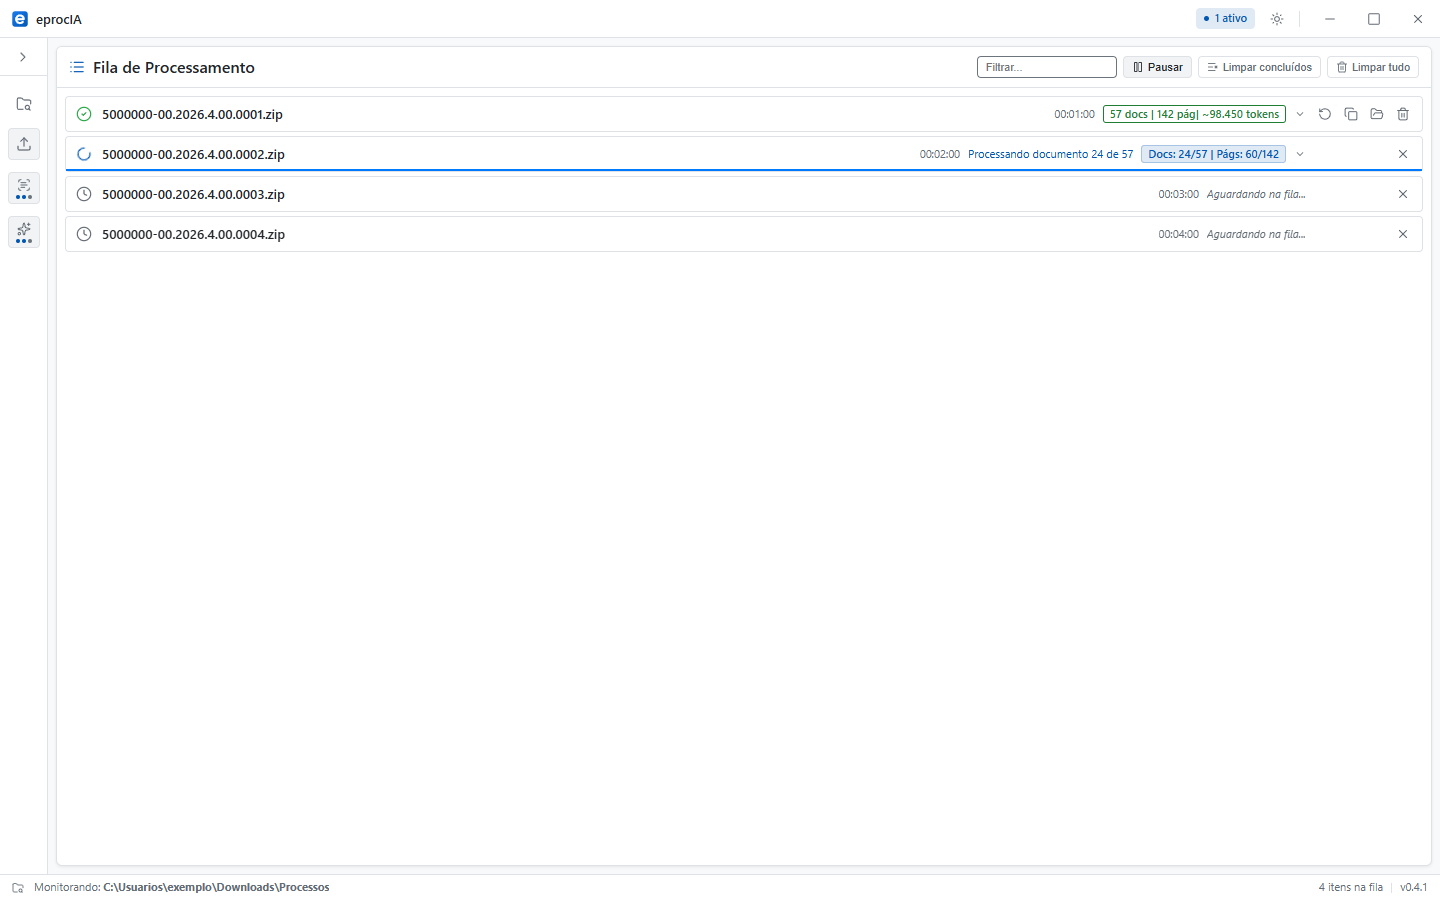 eprocIA
1 ativo
Fila de Processamento
Filtrar...
Pausar
Limpar concluídos
Limpar tudo
5000000-00.2026.4.00.0001.zip
00:01:00
57 docs | 142 pág| ~98.450 tokens
5000000-00.2026.4.00.0002.zip
00:02:00
Processando documento 24 de 57
Docs: 24/57 | Págs: 60/142
5000000-00.2026.4.00.0003.zip
00:03:00
Aguardando na fila...
5000000-00.2026.4.00.0004.zip
00:04:00
Aguardando na fila...
Monitorando: C:\Usuarios\exemplo\Downloads\Processos
4 itens na fila
v0.4.1